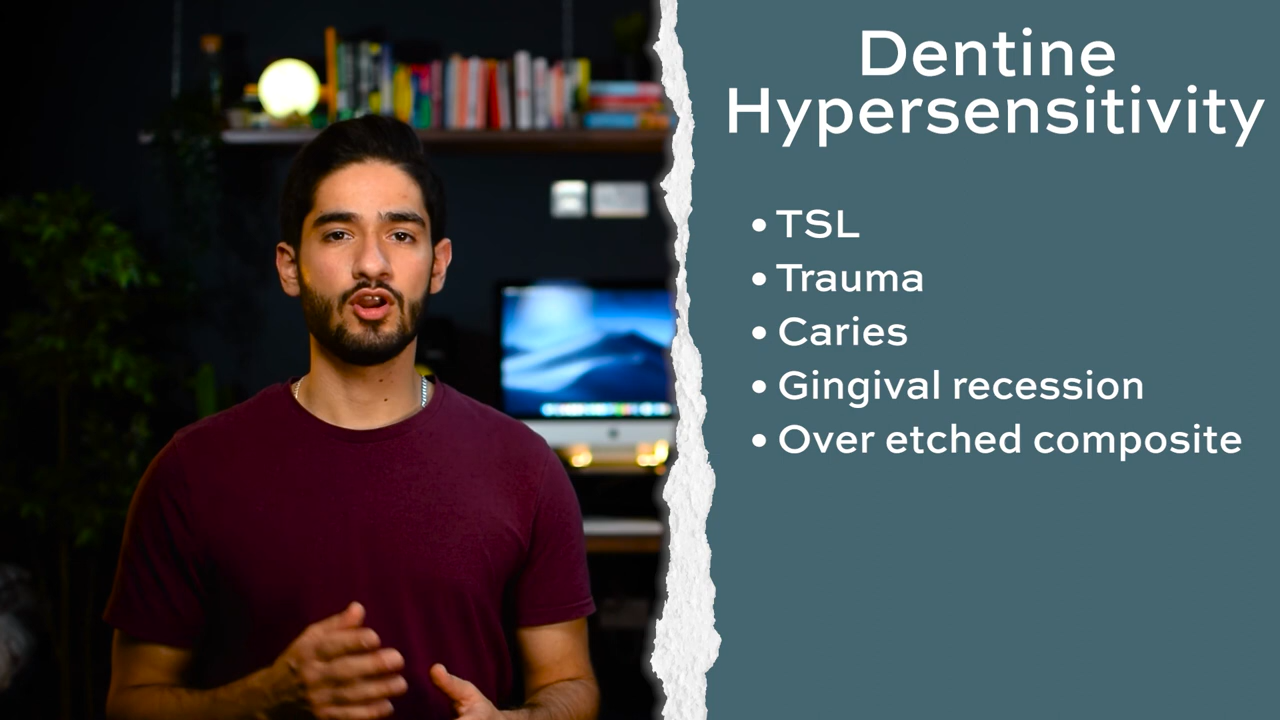 Dentine
Hypersensitivity
• TSL
• Trauma
• Caries
• Gingival recession
• Over etched composite